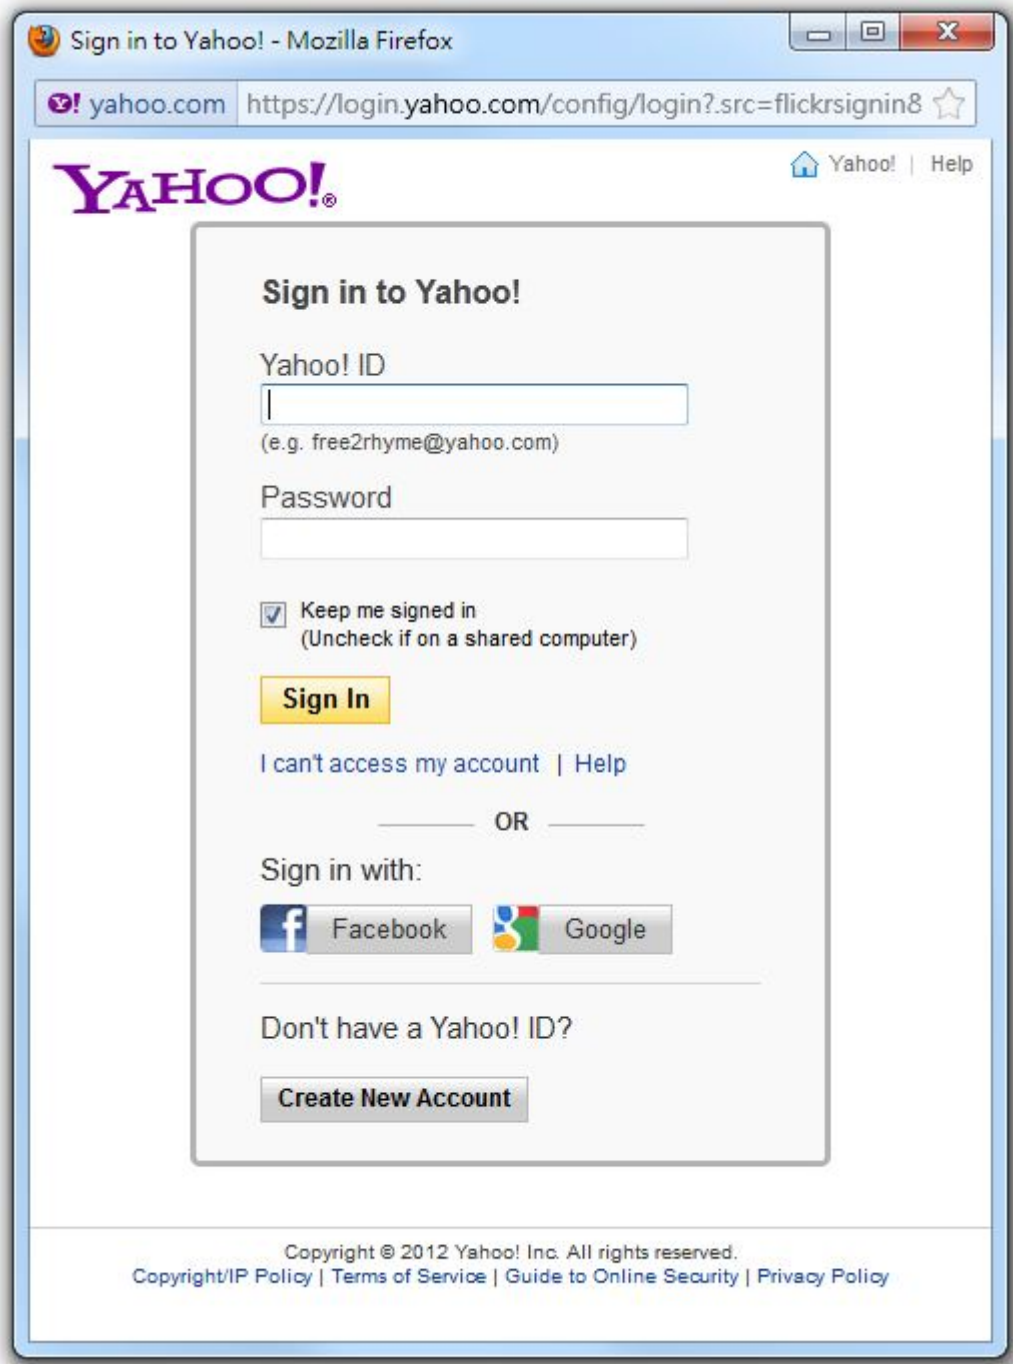 Sign in to Yahoo! - Mozilla Firefox
yahoo.com https://login.yahoo.com/config/login?.src=flickrsignin8
YAHOO!®
Yahoo! | Help
Sign in to Yahoo!
Yahoo! ID
(e.g. free2rhyme@yahoo.com)
Password
Keep me signed in
(Uncheck if on a shared computer)
Sign In
I can't access my account | Help
OR
Sign in with:
Facebook Google
Don't have a Yahoo! ID?
Create New Account
Copyright © 2012 Yahoo! Inc. All rights reserved.
Copyright/IP Policy | Terms of Service | Guide to Online Security | Privacy Policy